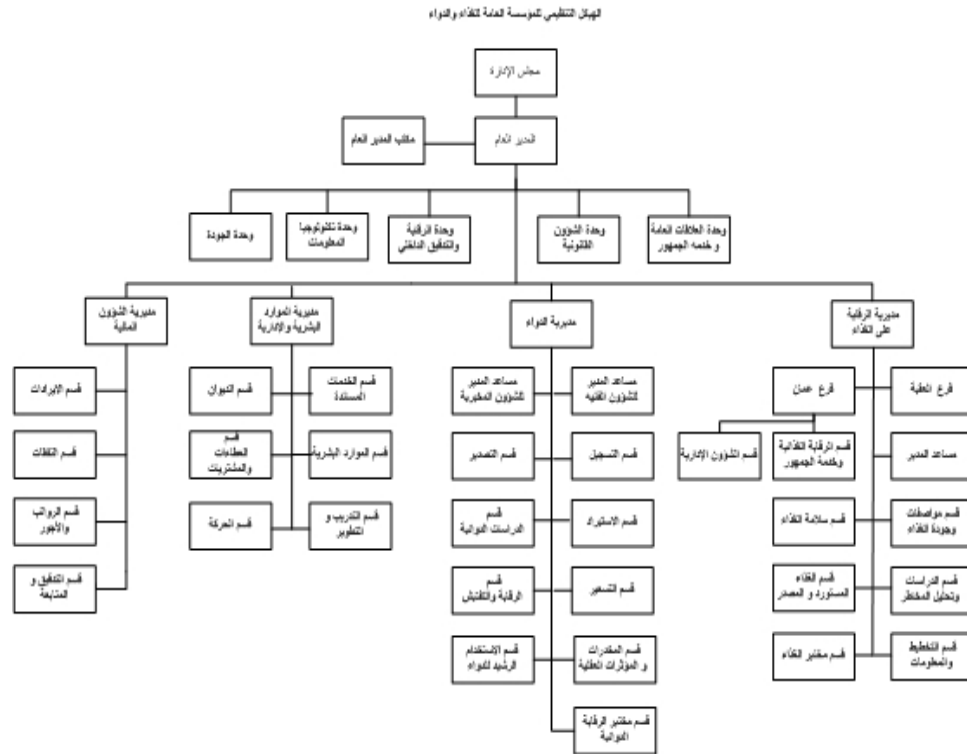 الهيكل التنظيمي للمؤسسة العامة للغذاء والدواء
مجلس الإدارة
المدير العام
مكتب المدير العام
وحدة العلاقات العامة
و خدمه الجمهور
وحدة الشؤون
القانونية
وحدة الرقابة
والتدقيق الداخلي
وحدة تكنولوجيا
المعلومات
وحدة الجودة
مديرية الرقابة
على الغذاء
مديرية الدواء
مديرية الموارد
البشرية والإدارية
مديرية الشؤون
المالية
فرع العقبة
فرع عمان
قسم الرقابة الغذائية
وخدمة الجمهور
قسم الشؤون الإدارية
مساعد المدير
قسم مواصفات
وجودة الغذاء
قسم سلامة الغذاء
قسم الدراسات
وتحليل المخاطر
قسم الغذاء
المستورد و المصدر
قسم التخطيط
والمعلومات
قسم مختبر الغذاء
مساعد المدير
للشؤون الفنيه
مساعد المدير
للشؤون المخبرية
قسم التسجيل
قسم التصدير
قسم الاستيراد
قسم
الدراسات الدوائية
قسم التسعير
قسم
الرقابة والتفتيش
قسم المخدرات
و المؤثرات العقلية
قسم الاستخدام
الرشيد للدواء
قسم مختبر الرقابة
الدوائية
قسم الخدمات
المساندة
قسم الديوان
قسم الموارد البشرية
قسم
العطاءات
والمشتريات
قسم التدريب و
التطوير
قسم الحركة
قسم الإيرادات
قسم النفقات
قسم الرواتب
والأجور
قسم التدقيق و
المتابعة